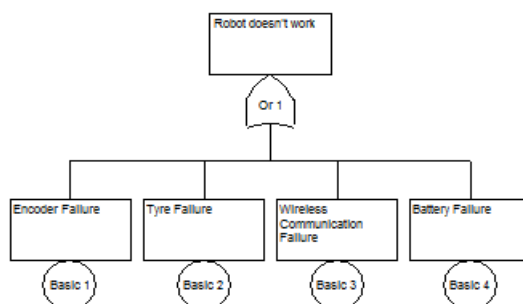 Robot doesn't work
Or 1
Encoder Failure
Tyre Failure
Wireless
Communication
Failure
Battery Failure
Basic 1
Basic 2
Basic 3
Basic 4